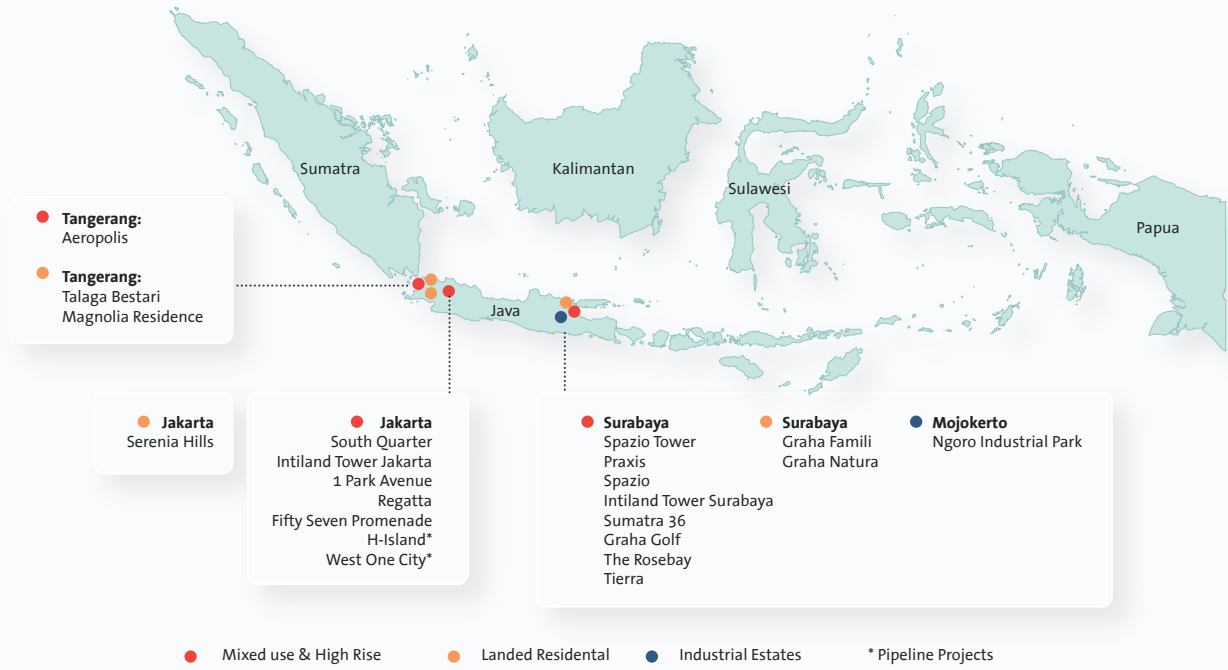 Sumatra
Kalimantan
Sulawesi
Papua
Java
Tangerang:
Aeropolis
Tangerang:
Talaga Bestari
Magnolia Residence
Jakarta
Serenia Hills
Jakarta
South Quarter
Intiland Tower Jakarta
1 Park Avenue
Regatta
Fifty Seven Promenade
H-Island*
West One City*
Surabaya
Spazio Tower
Praxis
Spazio
Intiland Tower Surabaya
Sumatra 36
Graha Golf
The Rosebay
Tierra
Surabaya
Graha Famili
Graha Natura
Mojokerto
Ngoro Industrial Park
Mixed use & High Rise
Landed Residental
Industrial Estates
* Pipeline Projects